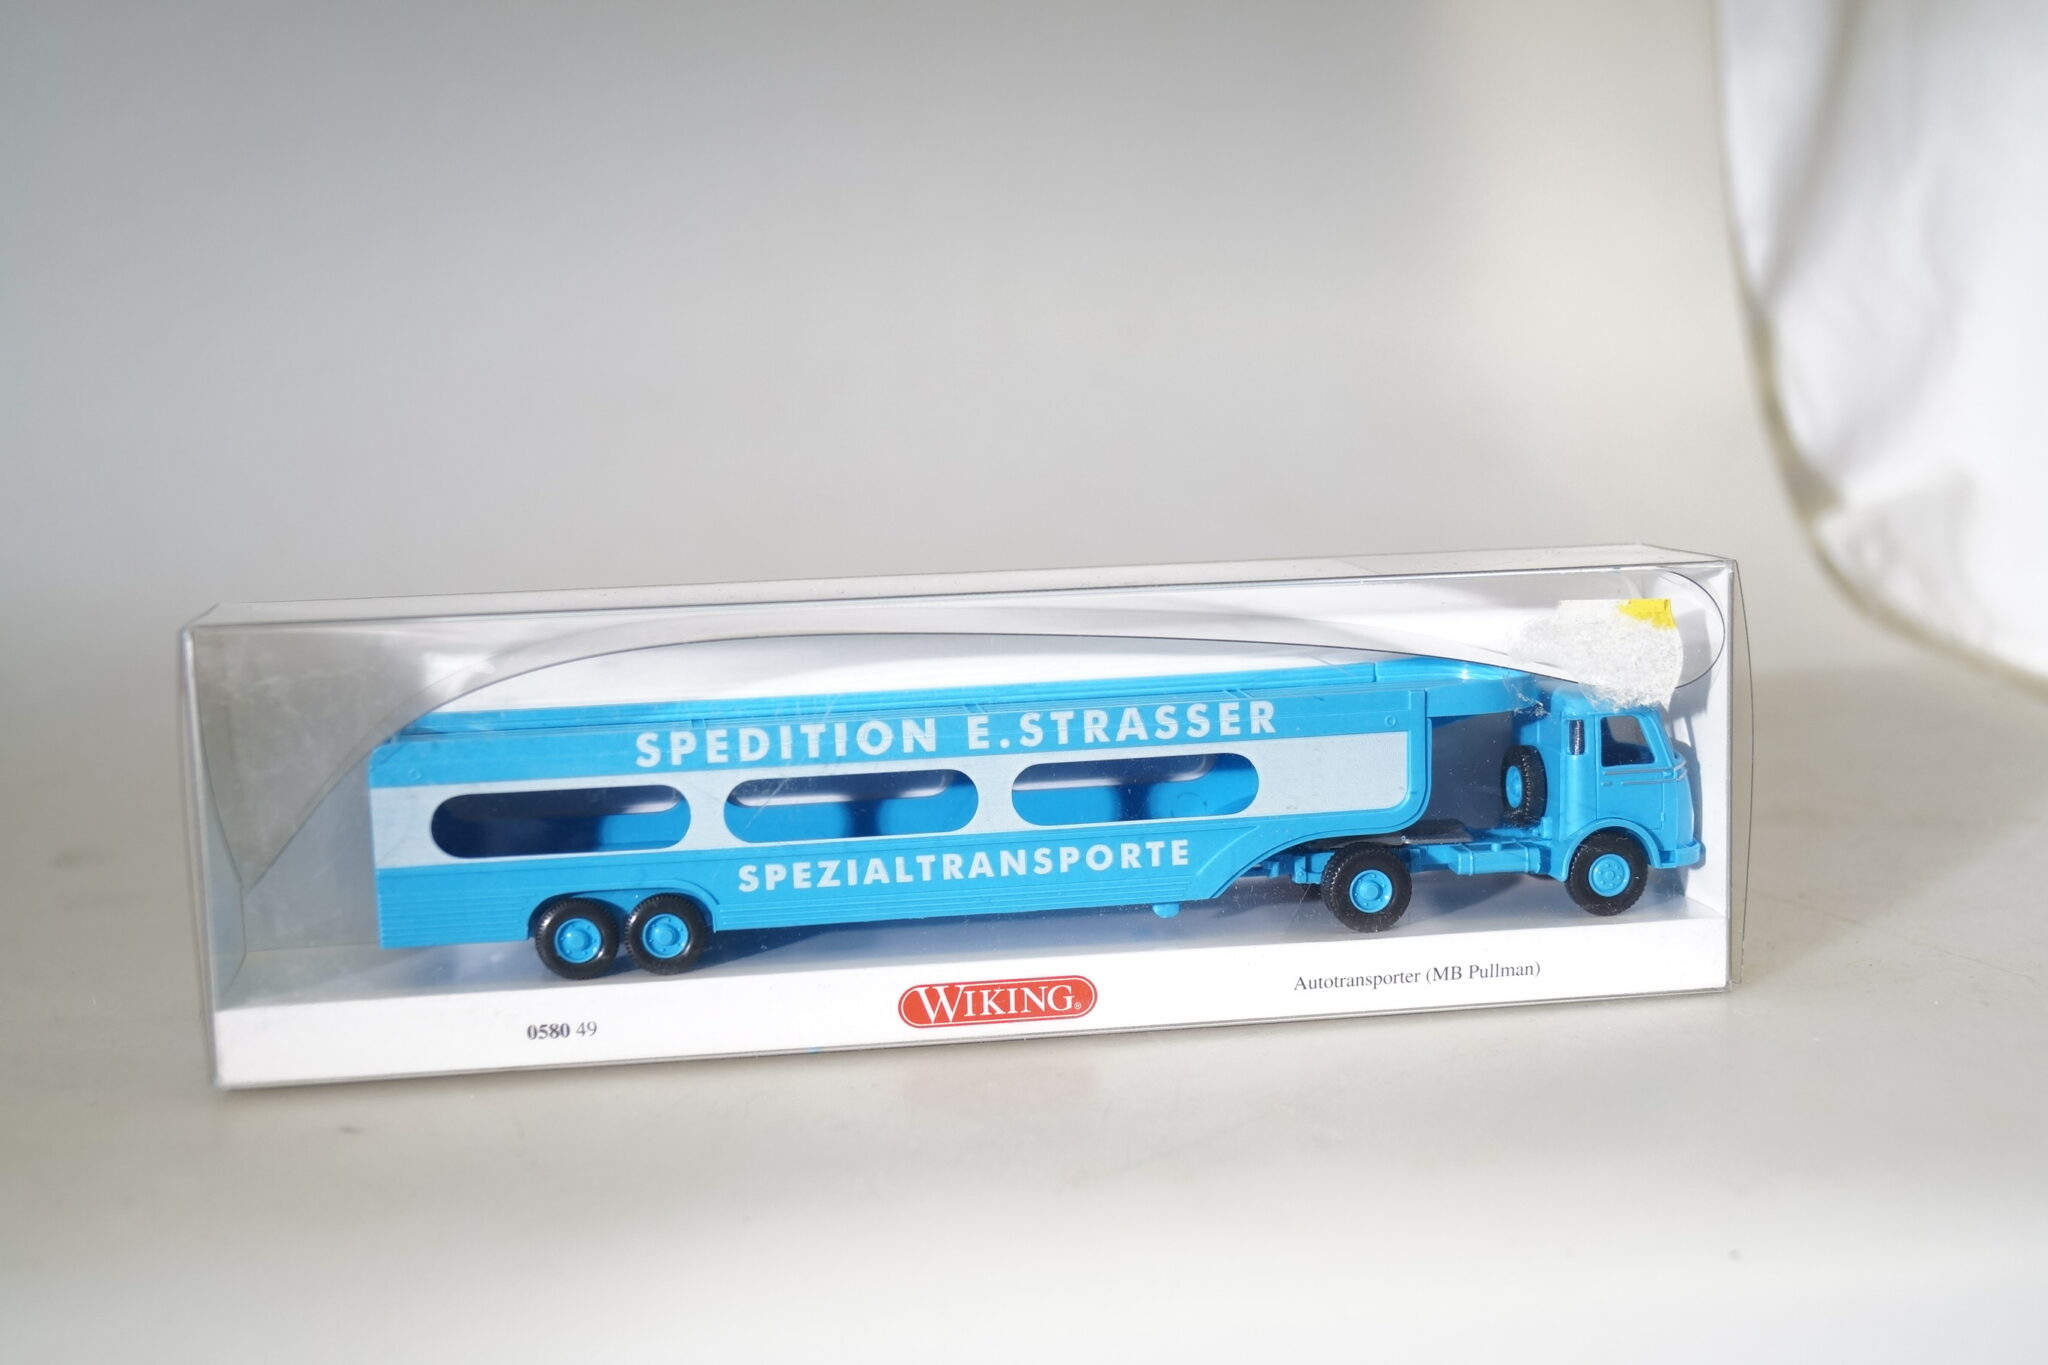 SPEDITION E.STRASSER
SPEZIALTRANSPORTE
WIKING®
Autotransporter (MB Pullman)
0580 49